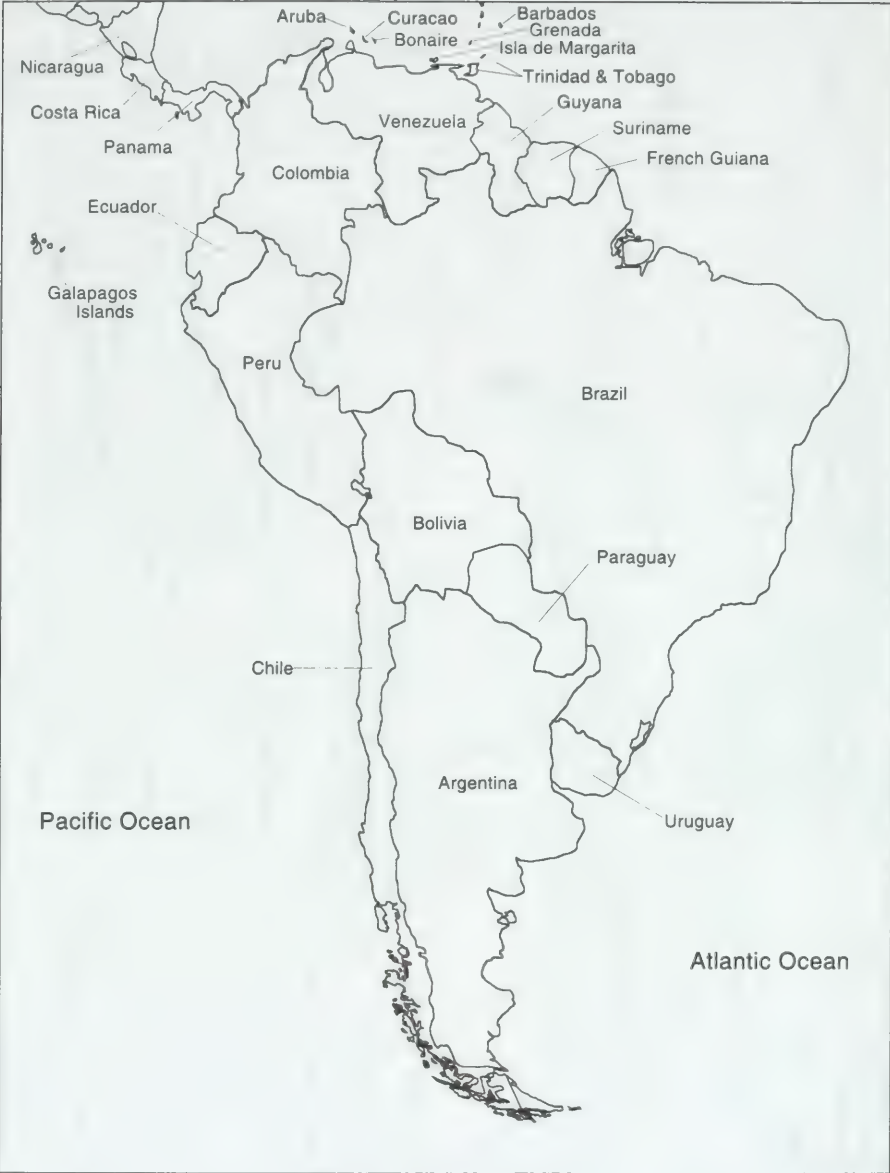 Aruba
Curacao
Bonaire
Barbados
Grenada
Isla de Margarita
Trinidad & Tobago
Nicaragua
Costa Rica
Panama
Venezuela
Guyana
Suriname
French Guiana
Colombia
Ecuador
Galapagos
Islands
Peru
Brazil
Bolivia
Paraguay
Chile
Argentina
Uruguay
Pacific Ocean
Atlantic Ocean